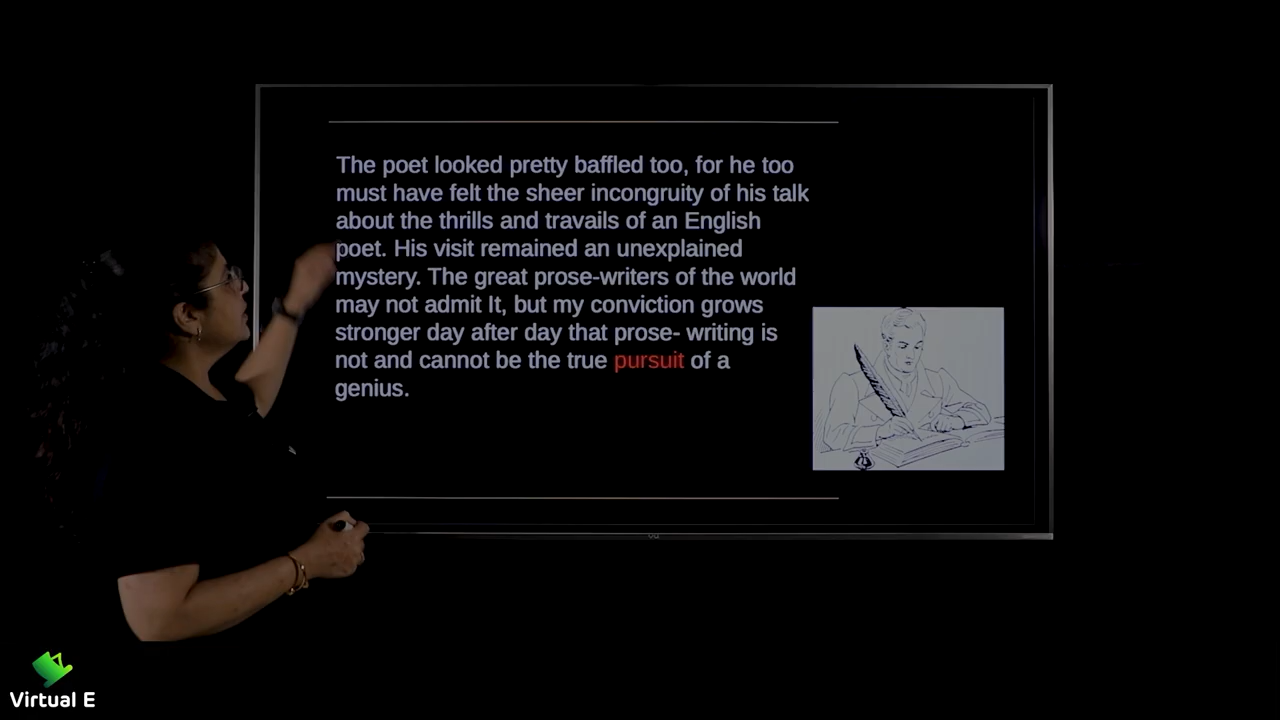 The poet looked pretty baffled too, for he too
must have felt the sheer incongruity of his talk
about the thrills and travails of an English
poet. His visit remained an unexplained
mystery. The great prose-writers of the world
may not admit It, but my conviction grows
stronger day after day that prose- writing is
not and cannot be the true pursuit of a
genius.
Virtual E